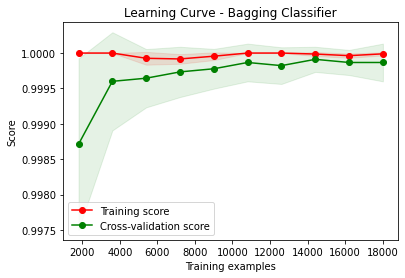 Learning Curve - Bagging Classifier
Score
1.0000
0.9995
0.9990
0.9985
0.9980
0.9975
Training score
Cross-validation score
2000 4000 6000 8000 10000 12000 14000 16000 18000
Training examples